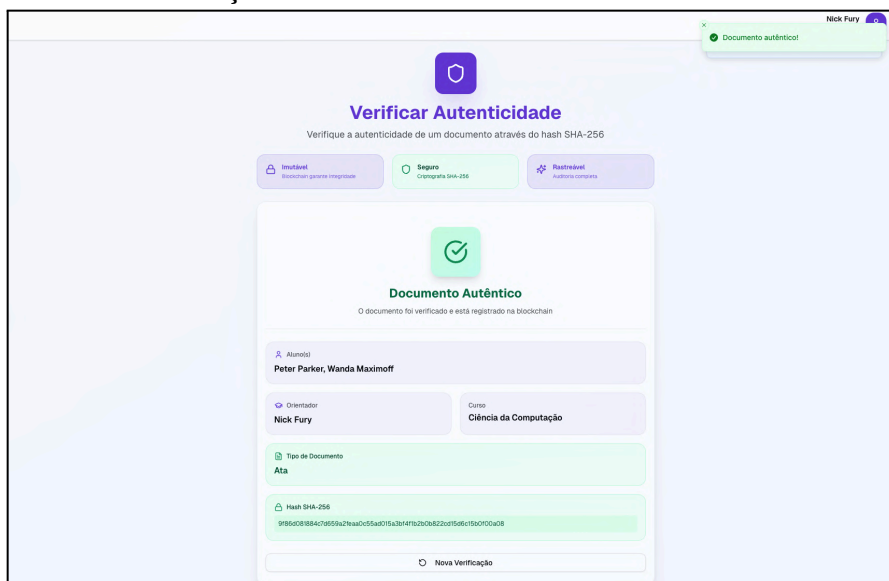 Nick Fury
Documento autêntico!
Verificar Autenticidade
Verifique a autenticidade de um documento através do hash SHA-256
Imutável
Blockchain garante integridade
Seguro
Criptografia SHA-256
Rastreável
Auditoria completa
Documento Autêntico
O documento foi verificado e está registrado na blockchain
Aluno(s)
Peter Parker, Wanda Maximoff
Orientador
Nick Fury
Curso
Ciência da Computação
Tipo de Documento
Ata
Hash SHA-256
9f86d081884c7d659a2feaa0c55ad015a3bf4f1b2b0b822cd15d6c15b0f00a08
Nova Verificação